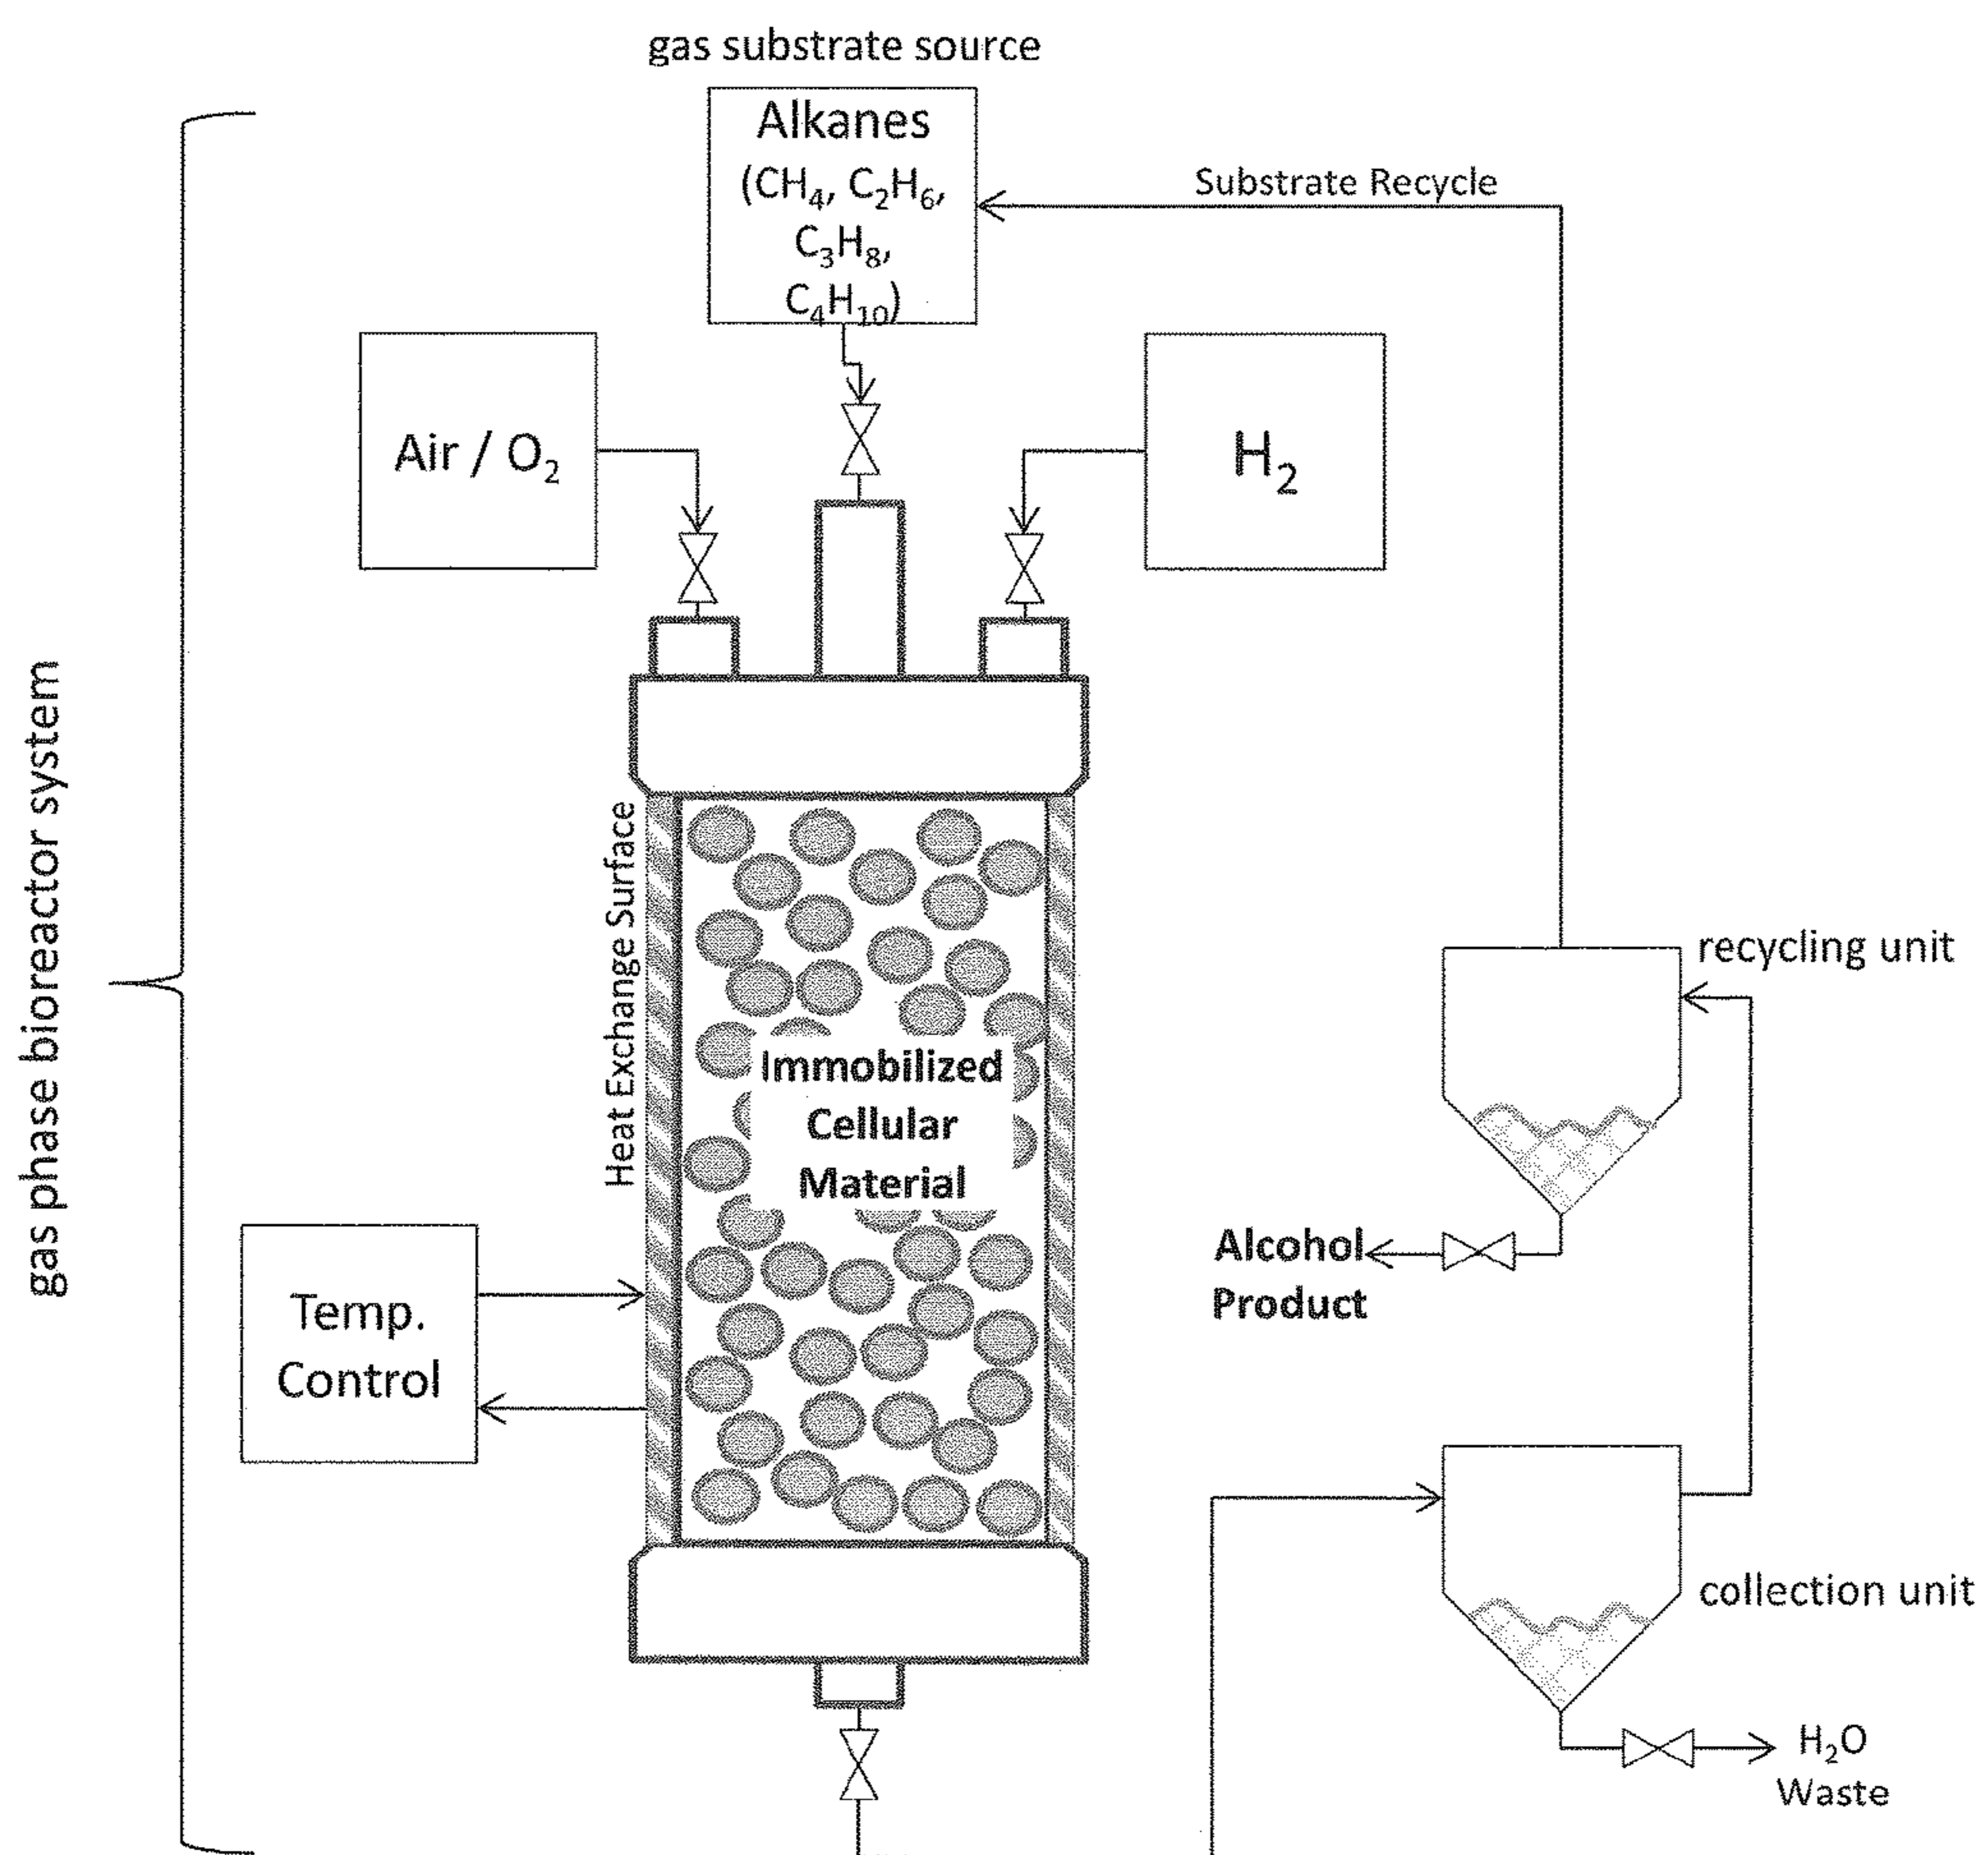 gas substrate source
Alkanes
(CH₄, C₂H₆,
C₃H₈,
C₄H₁₀)
Substrate Recycle
Air / O₂
H₂
gas phase bioreactor system
Heat Exchange Surface
recycling unit
Immobilized
Cellular
Material
Alcohol
Product
Temp.
Control
collection unit
H₂O
Waste